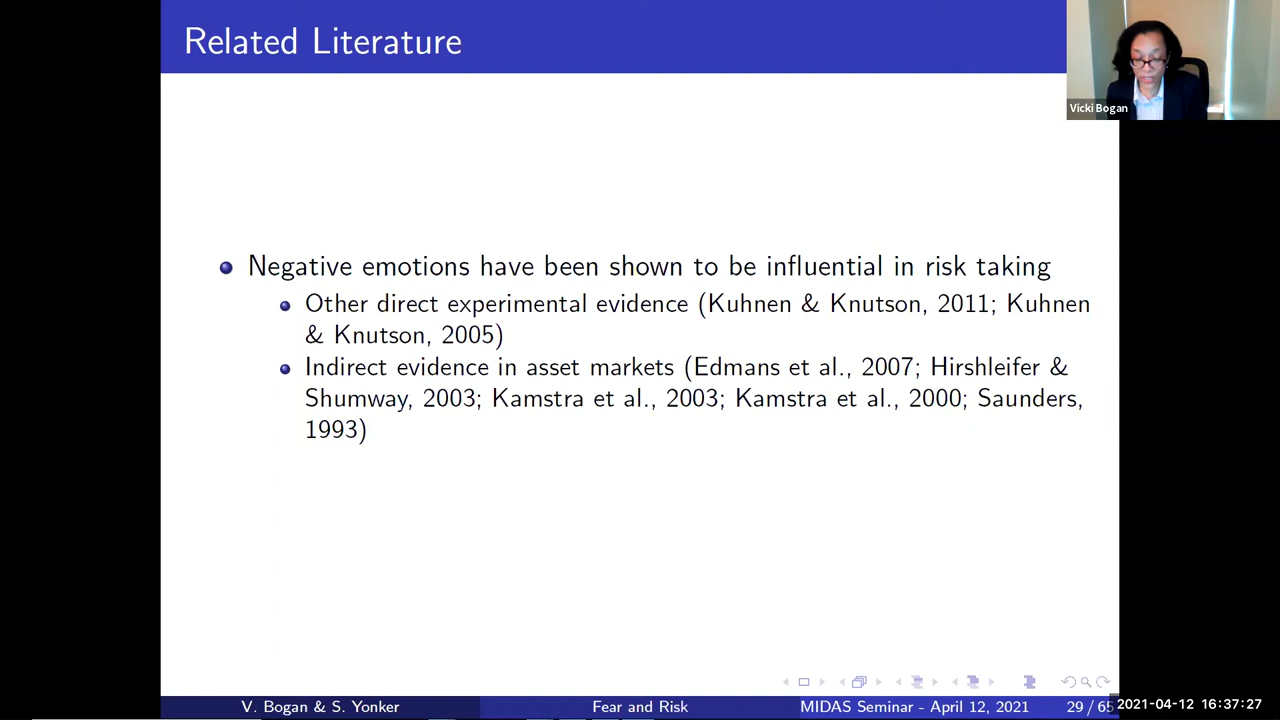 Related Literature
Vicki Bogan
Negative emotions have been shown to be influential in risk taking
Other direct experimental evidence (Kuhnen & Knutson, 2011; Kuhnen
& Knutson, 2005)
Indirect evidence in asset markets (Edmans et al., 2007; Hirshleifer &
Shumway, 2003; Kamstra et al., 2003; Kamstra et al., 2000; Saunders,
1993)
V. Bogan & S. Yonker Fear and Risk MIDAS Seminar - April 12, 2021 29 / 65
2021-04-12 16:37:27